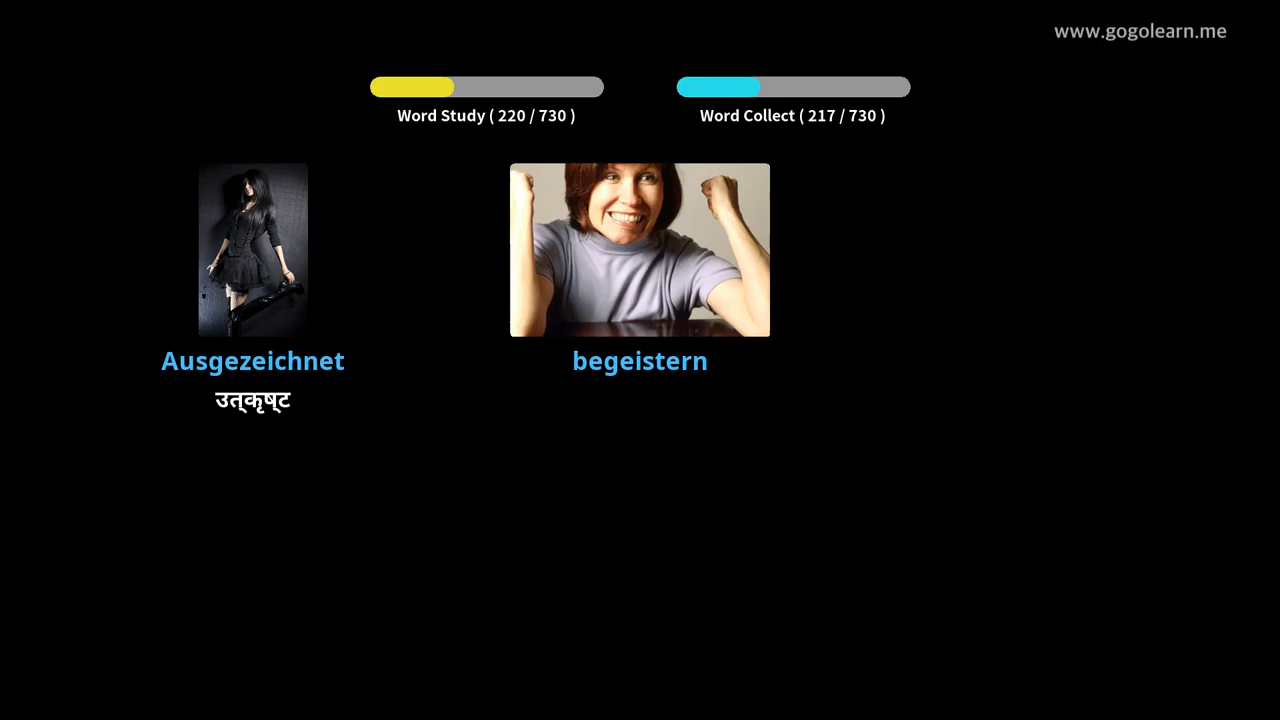 www.gogolearn.me
Word Study ( 220 / 730 )
Word Collect ( 217 / 730 )
Ausgezeichnet
begeistern
उत्कृष्ट